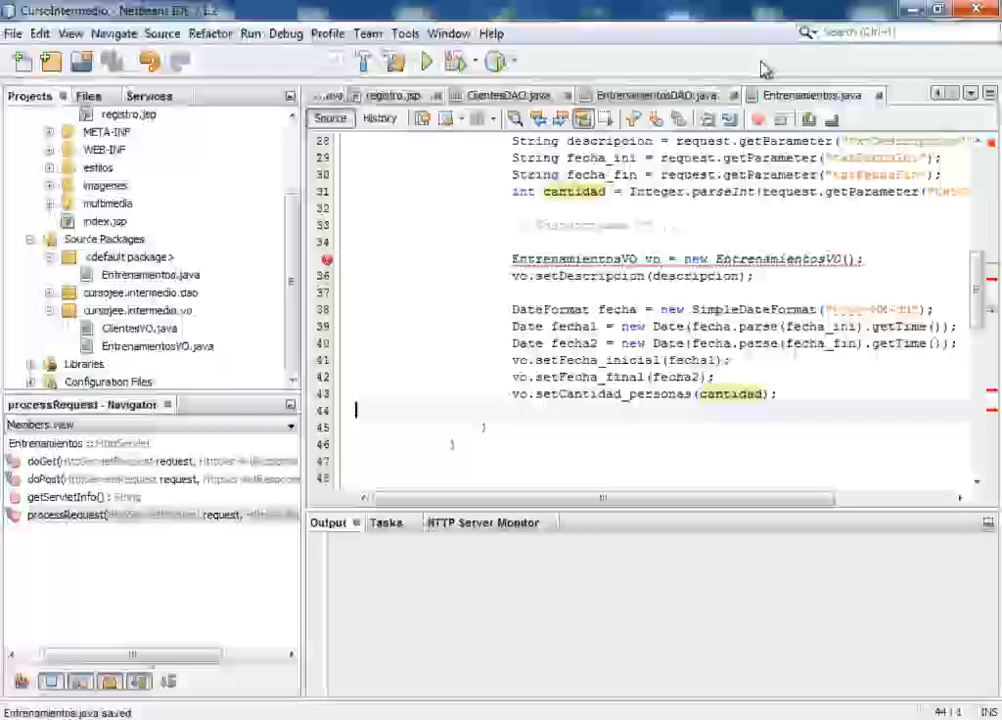 CursoIntermedio - NetBeans IDE 7.1.2
File Edit View Navigate Source Refactor Run Debug Profile Team Tools Window Help
Search (Ctrl+I)
Projects Files Services
...ava registro.jsp ClientesDAO.java EntrenamientosDAO.java Entrenamientos.java
Source History
registro.jsp
META-INF
WEB-INF
estilos
imagenes
multimedia
index.jsp
Source Packages
<default package>
Entrenamientos.java
cursojee.intermedio.dao
cursojee.intermedio.vo
ClientesVO.java
EntrenamientosVO.java
Libraries
Configuration Files
28 String descripcion = request.getParameter(
29 String fecha_ini = request.getParameter(
30 String fecha_fin = request.getParameter(
31 int cantidad = Integer.parseInt(request.getParameter(
32
33
34
EntrenamientosVO vo = new EntrenamientosVO();
36 vo.setDescripcion(descripcion);
37
38 DateFormat fecha = new SimpleDateFormat(
39 Date fecha1 = new Date(fecha.parse(fecha_ini).getTime());
40 Date fecha2 = new Date(fecha.parse(fecha_fin).getTime());
41 vo.setFecha_inicial(fecha1);
42 vo.setFecha_final(fecha2);
43 vo.setCantidad_personas(cantidad);
44
45 }
46 }
47
48
processRequest - Navigator
Members view
Entrenamientos :: HttpServlet
doGet(HttpServletRequest request,
doPost(HttpServletRequest request,
getServletInfo() : String
processRequest( request,
Output Tasks HTTP Server Monitor
Entrenamientos.java saved
44 | 1 INS